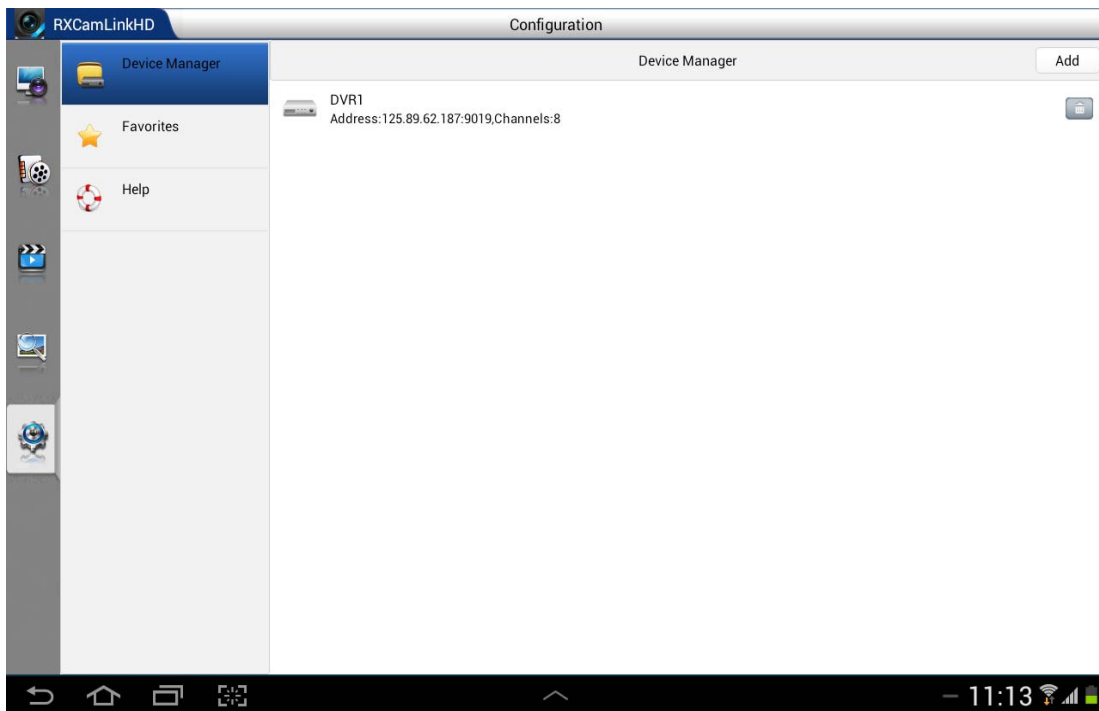 RXCamLinkHD
Configuration
Device Manager
Favorites
Help
Device Manager
Add
DVR1
Address:125.89.62.187:9019,Channels:8
11:13